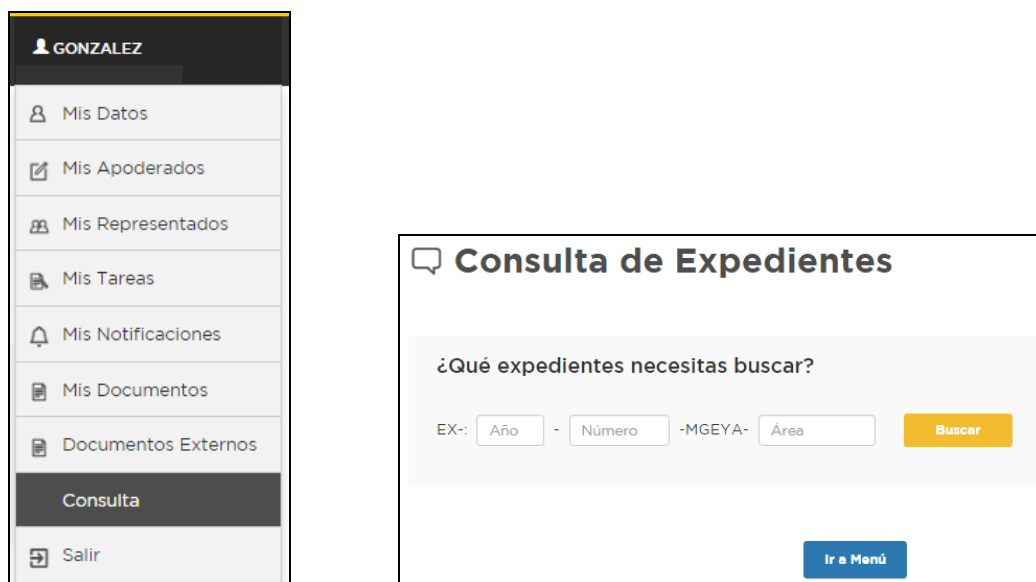 GONZALEZ
Mis Datos
Mis Apoderados
Mis Representados
Mis Tareas
Mis Notificaciones
Mis Documentos
Documentos Externos
Consulta
Salir
Consulta de Expedientes
¿Qué expedientes necesitas buscar?
EX-: Año - Número -MGEYA- Área Buscar
Ir a Menú